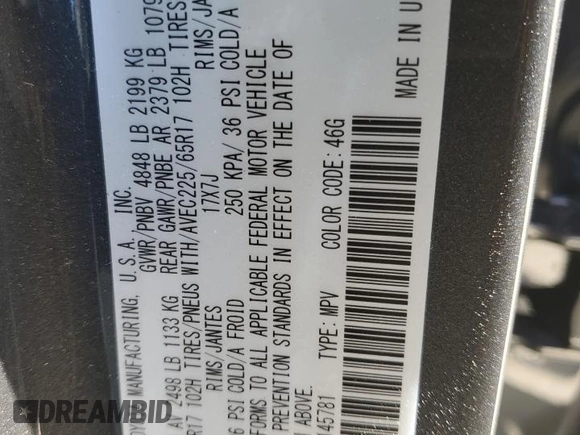 MANUFACTURING, U.S.A., INC.
GVWR/PNBV 4848 LB 2199 KG
2498 LB 1133 KG REAR GAWR/PNBE AR 2379 LB 1079
R17 102H TIRES/PNEUS WITH/AVEC 225/65R17 102H TIRES
RIMS/JANTES 17X7J RIMS/JA
6 PSI COLD/A FROID 250 KPA/ 36 PSI COLD/A
FORMS TO ALL APPLICABLE FEDERAL MOTOR VEHICLE
PREVENTION STANDARDS IN EFFECT ON THE DATE OF
ABOVE.
45781 TYPE: MPV COLOR CODE: 46G
MADE IN U
AUTOBIDMASTER